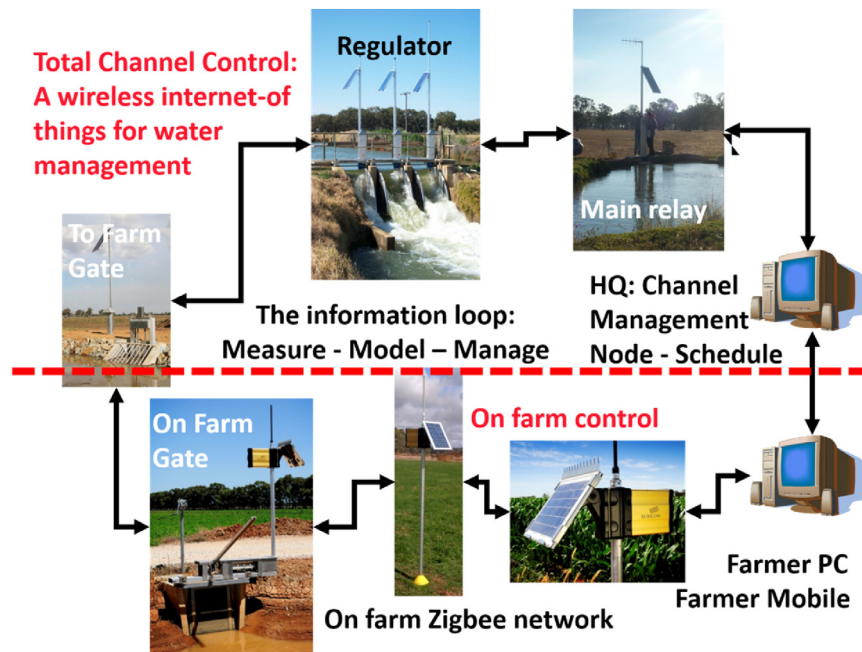 Total Channel Control:
A wireless internet-of
things for water
management
Regulator
Main relay
To Farm
Gate
The information loop:
Measure - Model – Manage
HQ: Channel
Management
Node - Schedule
On Farm
Gate
On farm control
On farm Zigbee network
Farmer PC
Farmer Mobile